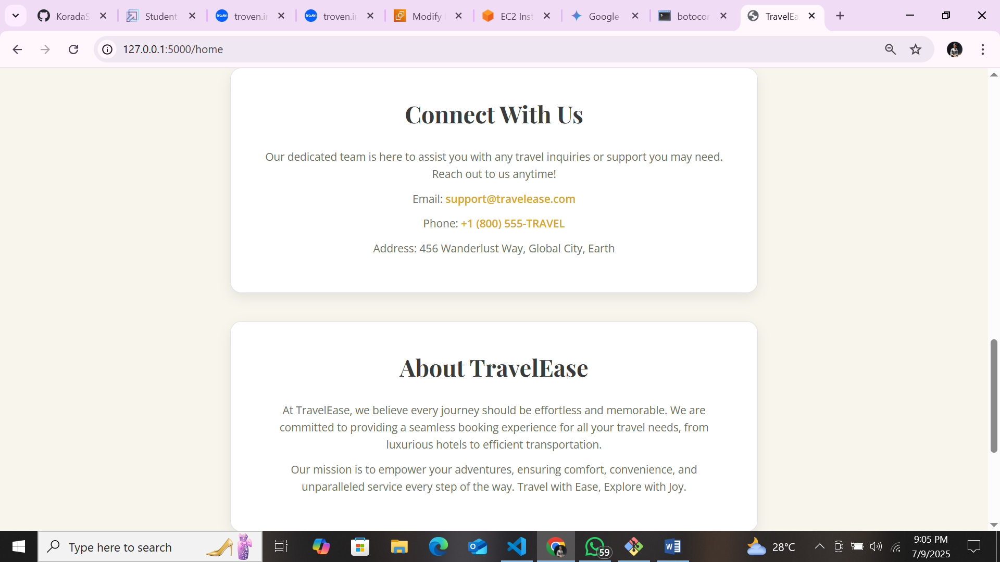 KoradaS
Student
troven.i
troven.i
Modify
EC2 Inst
Google
botocor
TravelEa
127.0.0.1:5000/home
Connect With Us
Our dedicated team is here to assist you with any travel inquiries or support you may need.
Reach out to us anytime!
Email: support@travelease.com
Phone: +1 (800) 555-TRAVEL
Address: 456 Wanderlust Way, Global City, Earth
About TravelEase
At TravelEase, we believe every journey should be effortless and memorable. We are
committed to providing a seamless booking experience for all your travel needs, from
luxurious hotels to efficient transportation.
Our mission is to empower your adventures, ensuring comfort, convenience, and
unparalleled service every step of the way. Travel with Ease, Explore with Joy.
Type here to search
59
28°C
9:05 PM
7/9/2025